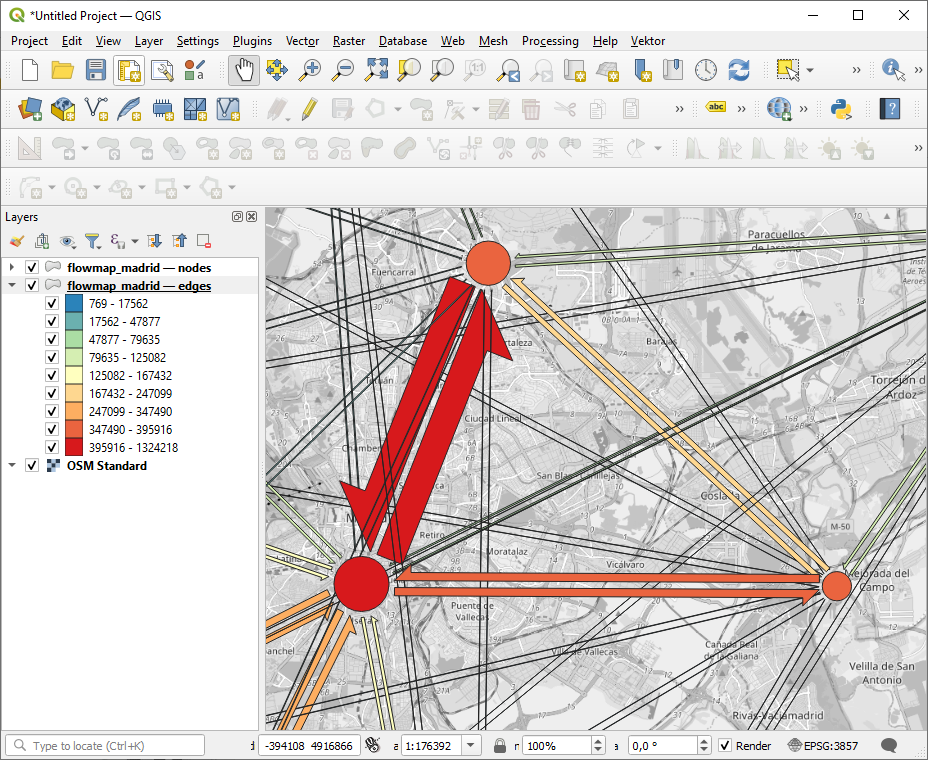 *Untitled Project — QGIS
Project Edit View Layer Settings Plugins Vector Raster Database Web Mesh Processing Help Vektor
abc
Layers
flowmap_madrid — nodes
flowmap_madrid — edges
769 - 17562
17562 - 47877
47877 - 79635
79635 - 125082
125082 - 167432
167432 - 247099
247099 - 347490
347490 - 395916
395916 - 1324218
OSM Standard
Paracuellos
de Jarama
Fuencarral
Barajas
Torrejón d
Ardoz
Ciudad Lineal
San Blas - Canillejas
Coslada
M-50
Retiro
Moratalaz
Vicálvaro
Mejorada del
Campo
Puente de
Vallecas
Villa de Vallecas
Cañada Real
de la Galiana
Velilla de San
Antonio
Rivas-Vaciamadrid
Type to locate (Ctrl+K)
-394108 4916866
1:176392
100%
0,0 °
Render
EPSG:3857